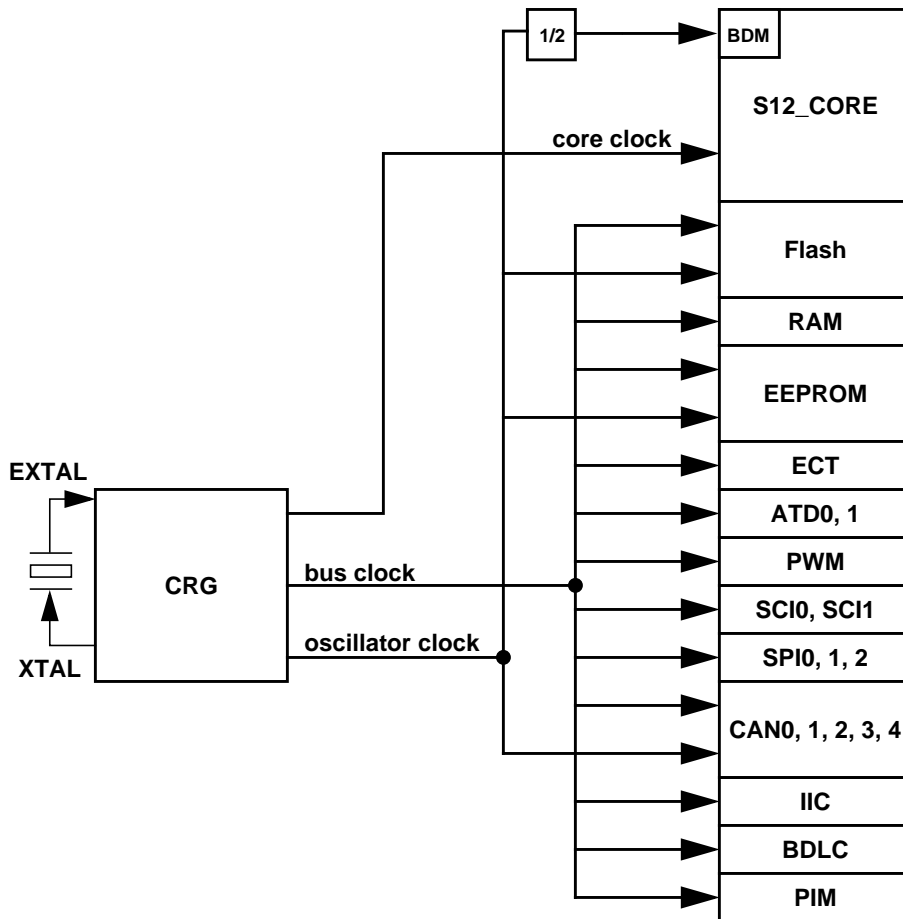 1/2
BDM
S12_CORE
core clock
Flash
RAM
EEPROM
EXTAL
ECT
ATD0, 1
CRG
bus clock
PWM
SCI0, SCI1
oscillator clock
XTAL
SPI0, 1, 2
CAN0, 1, 2, 3, 4
IIC
BDLC
PIM